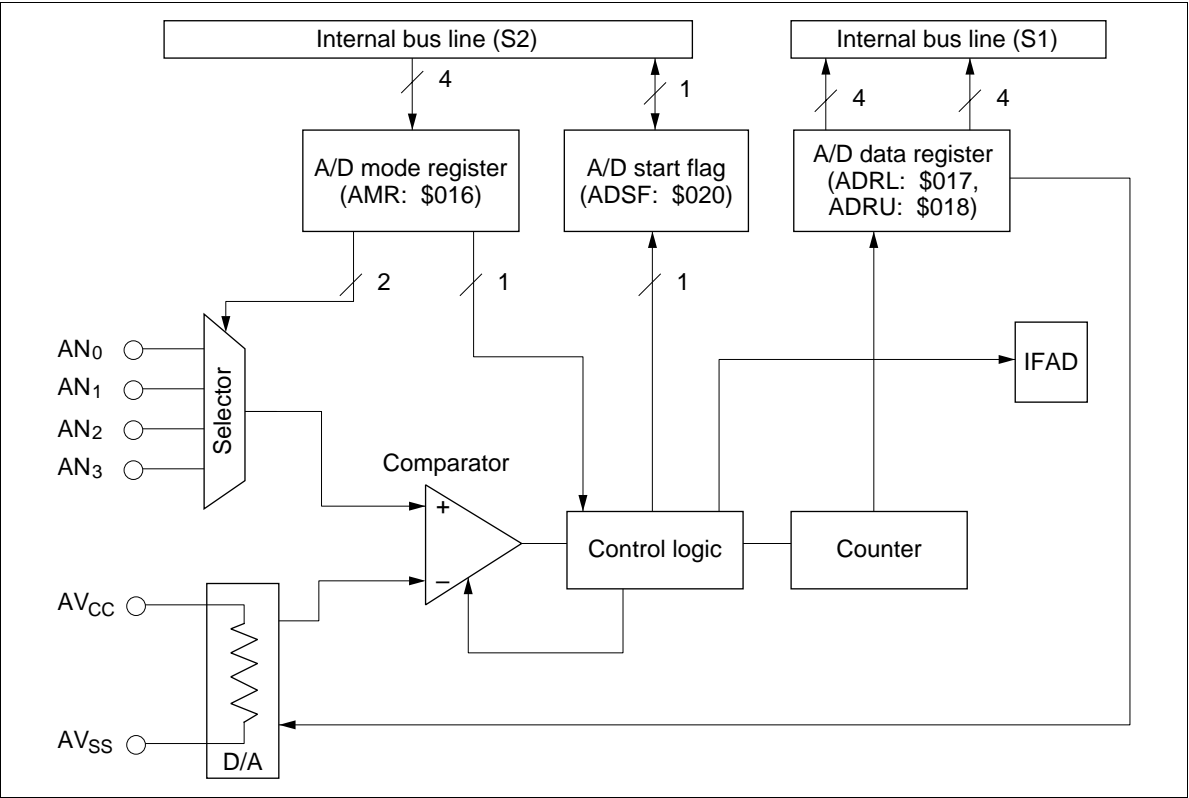 Internal bus line (S2)
Internal bus line (S1)
4
1
4
4
A/D mode register
(AMR: $016)
A/D start flag
(ADSF: $020)
A/D data register
(ADRL: $017,
ADRU: $018)
2
1
1
AN0
AN1
AN2
AN3
Selector
IFAD
Comparator
+
–
Control logic
Counter
AVCC
AVSS
D/A